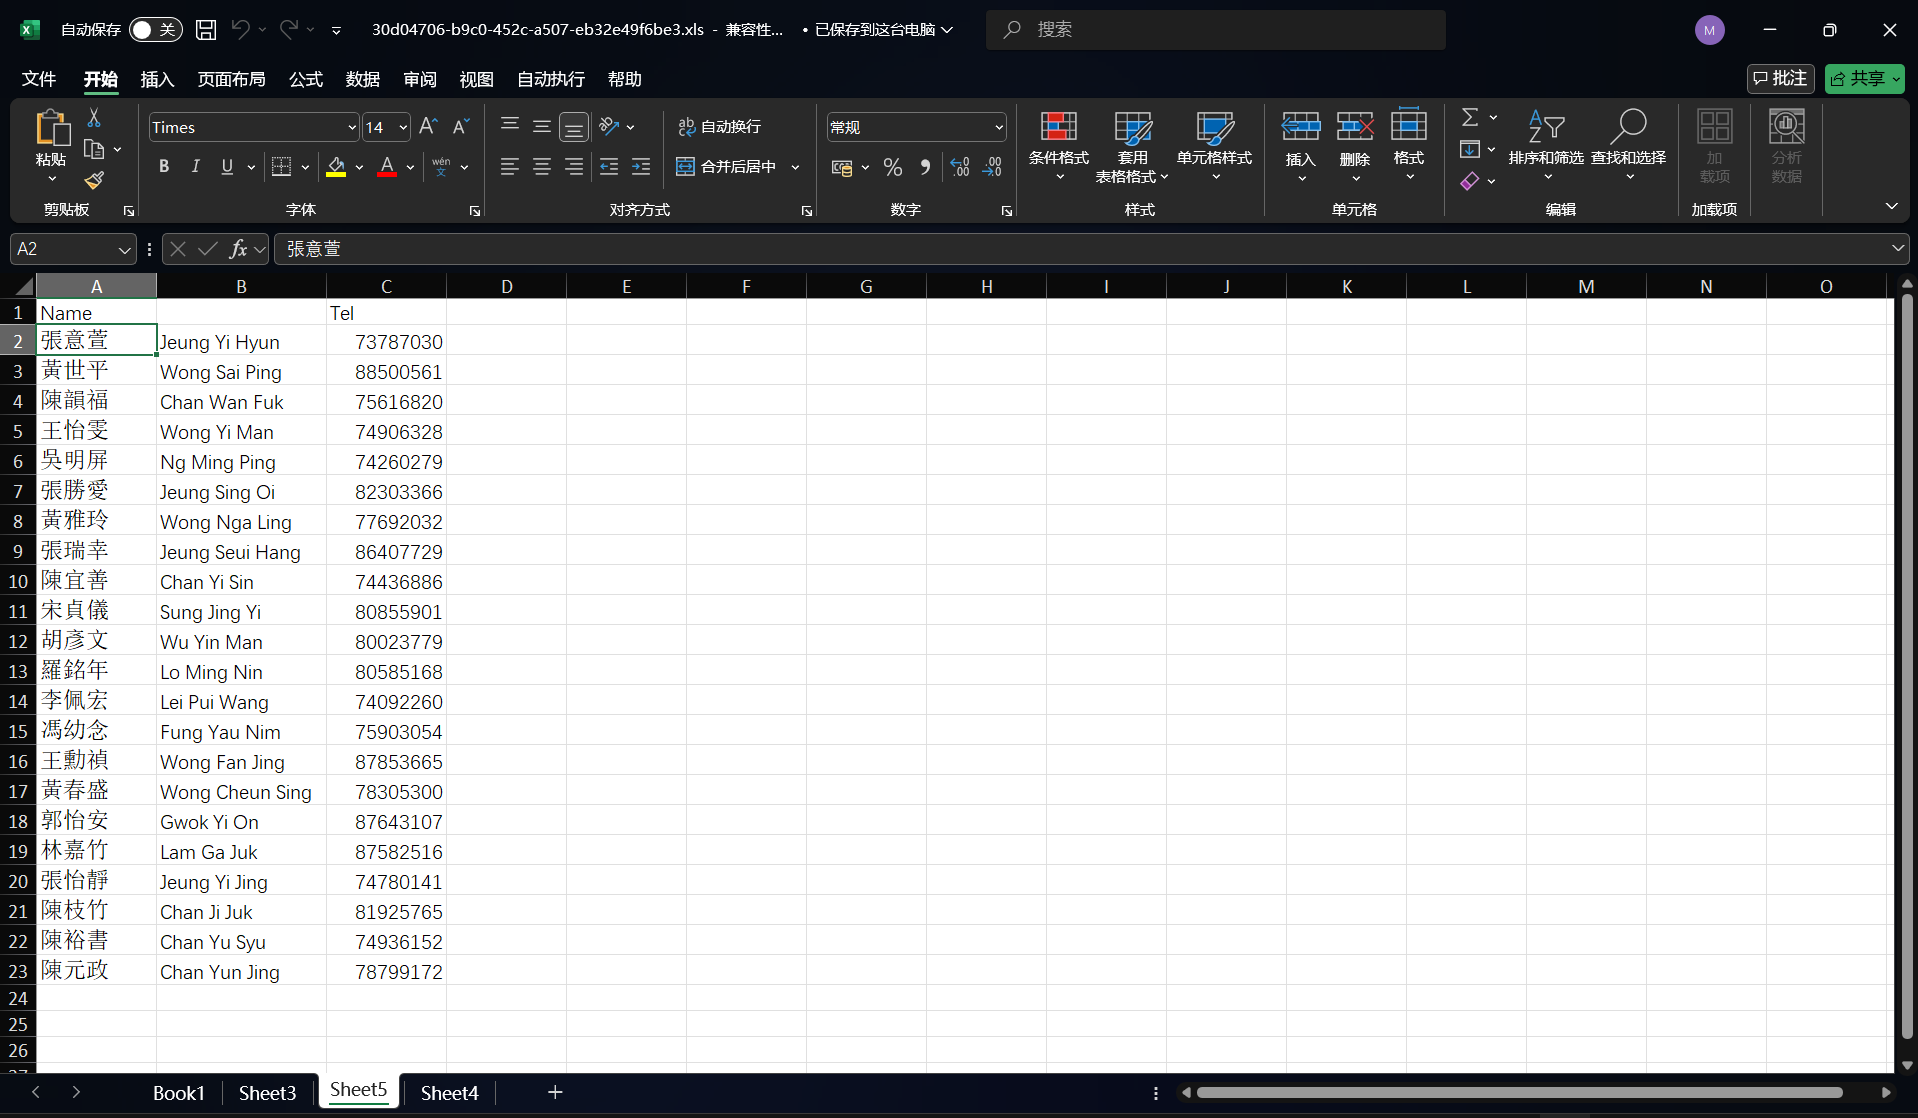 自动保存 关 30d04706-b9c0-452c-a507-eb32e49f6be3.xls - 兼容性... • 已保存到这台电脑 搜索 M
文件 开始 插入 页面布局 公式 数据 审阅 视图 自动执行 帮助 批注 共享
粘贴 剪贴板
Times 14 A A
B I U A wén 文
字体
ab 自动换行
合并后居中
对齐方式
常规
% .00 .00
数字
条件格式 套用 表格格式 单元格样式
样式
插入 删除 格式
单元格
排序和筛选 查找和选择
编辑
加 载项
加载项
分析 数据
A2 fx 張意萱
A B C D E F G H I J K L M N O
1 Name Tel
2 張意萱 Jeung Yi Hyun 73787030
3 黃世平 Wong Sai Ping 88500561
4 陳韻福 Chan Wan Fuk 75616820
5 王怡雯 Wong Yi Man 74906328
6 吳明屏 Ng Ming Ping 74260279
7 張勝愛 Jeung Sing Oi 82303366
8 黃雅玲 Wong Nga Ling 77692032
9 張瑞幸 Jeung Seui Hang 86407729
10 陳宜善 Chan Yi Sin 74436886
11 宋貞儀 Sung Jing Yi 80855901
12 胡彥文 Wu Yin Man 80023779
13 羅銘年 Lo Ming Nin 80585168
14 李佩宏 Lei Pui Wang 74092260
15 馮幼念 Fung Yau Nim 75903054
16 王勳禎 Wong Fan Jing 87853665
17 黃春盛 Wong Cheun Sing 78305300
18 郭怡安 Gwok Yi On 87643107
19 林嘉竹 Lam Ga Juk 87582516
20 張怡靜 Jeung Yi Jing 74780141
21 陳枝竹 Chan Ji Juk 81925765
22 陳裕書 Chan Yu Syu 74936152
23 陳元政 Chan Yun Jing 78799172
24
25
26
Book1 Sheet3 Sheet5 Sheet4